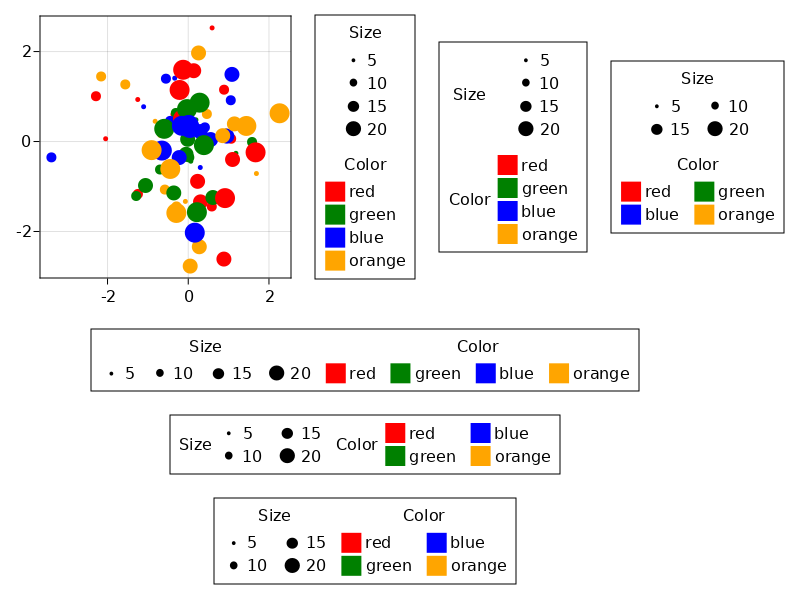 2
0
-2
-2 0 2
Size
5
10
15
20
Color
red
green
blue
orange
Size
5
10
15
20
Color
red
green
blue
orange
Size
5 10
15 20
Color
red green
blue orange
Size Color
5 10 15 20 red green blue orange
Size 5 15 Color red blue
10 20 green orange
Size Color
5 15 red blue
10 20 green orange